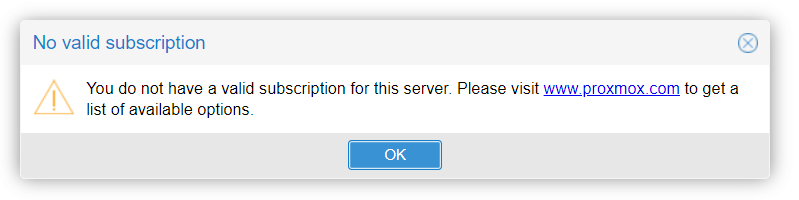 No valid subscription
You do not have a valid subscription for this server. Please visit www.proxmox.com to get a
list of available options.
OK